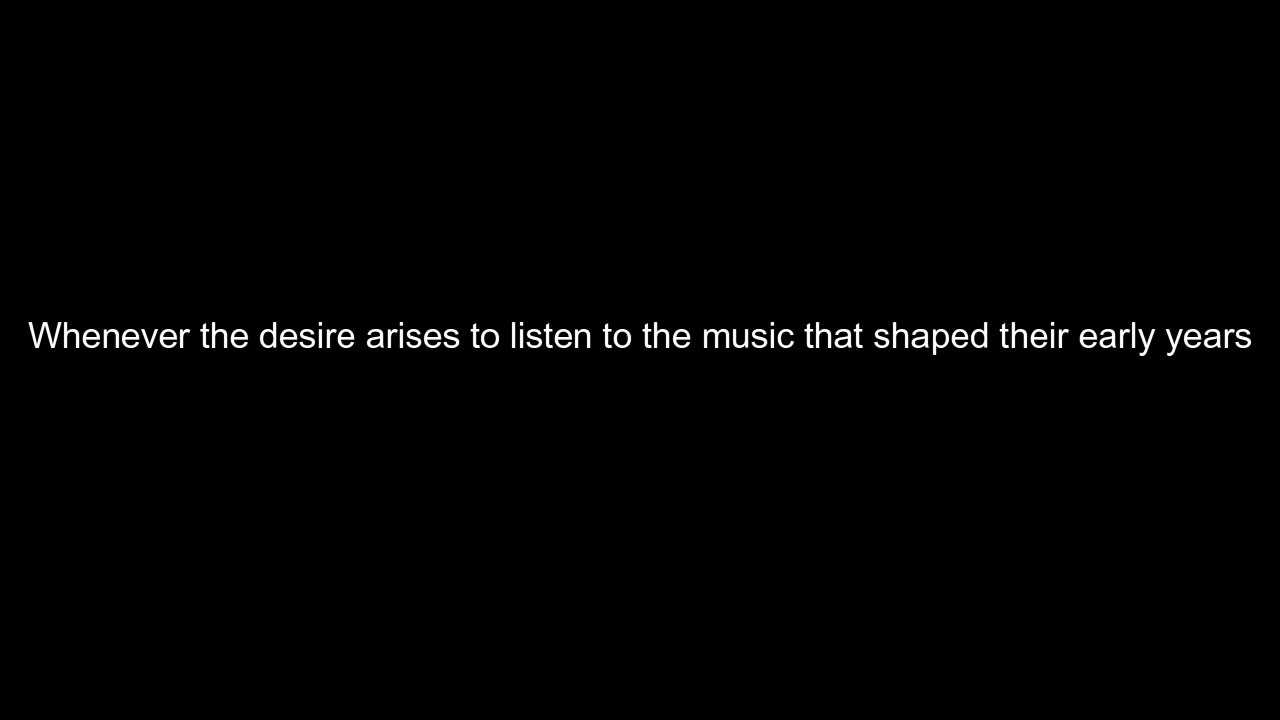 Whenever the desire arises to listen to the music that shaped their early years